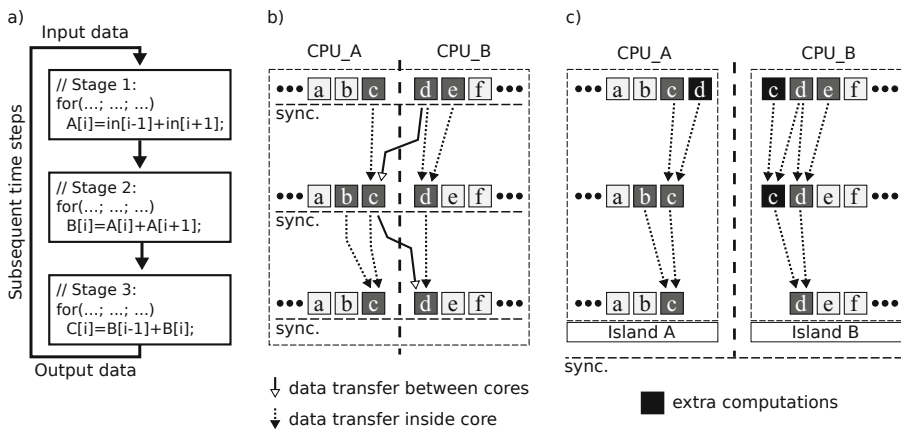 a)
Input data
Subsequent time steps
// Stage 1:
for(...; ...; ...)
A[i]=in[i-1]+in[i+1];
// Stage 2:
for(...; ...; ...)
B[i]=A[i]+A[i+1];
// Stage 3:
for(...; ...; ...)
C[i]=B[i-1]+B[i];
Output data
b)
CPU_A CPU_B
••• a b c d e f •••
sync.
••• a b c d e f •••
sync.
••• a b c d e f •••
sync.
data transfer between cores
data transfer inside core
c)
CPU_A CPU_B
••• a b c d c d e f •••
••• a b c c d e f •••
••• a b c d e f •••
Island A Island B
sync.
extra computations